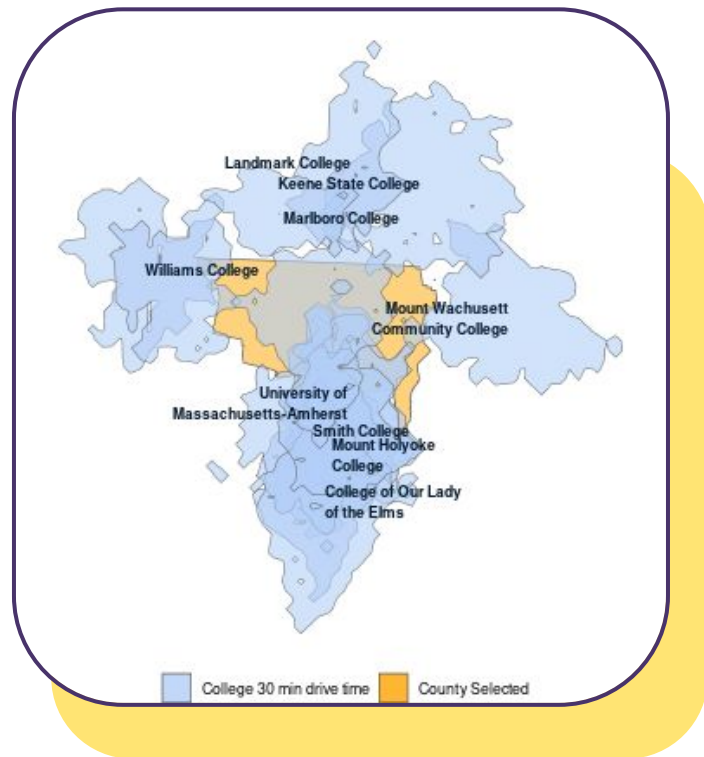 Landmark College
Keene State College
Marlboro College
Williams College
Mount Wachusett
Community College
University of
Massachusetts-Amherst
Smith College
Mount Holyoke
College
College of Our Lady
of the Elms
College 30 min drive time
County Selected